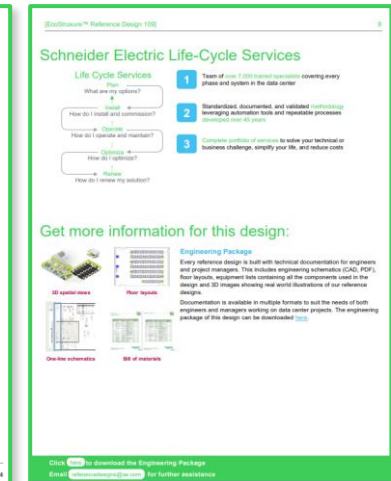 [EcoStruxure™ Reference Design 109]
Schneider Electric Life-Cycle Services
Life Cycle Services
Plan
What are my options?
Install
How do I install and commission?
Operate
How do I operate and maintain?
Optimize
How do I optimize?
Renew
How do I renew my solution?
1
Team of over 7,000 trained specialists covering every
phase and system in the data center
2
Standardized, documented, and validated methodology
leveraging automation tools and repeatable processes
developed over 45 years
3
Complete portfolio of services to solve your technical or
business challenge, simplify your life, and reduce costs
Get more information for this design:
3D spatial views
Floor layouts
One-line schematics
Bill of materials
Engineering Package
Every reference design is built with technical documentation for engineers
and project managers. This includes engineering schematics (CAD, PDF),
floor layouts, equipment lists containing all the components used in the
design and 3D images showing real world illustrations of our reference
designs.
Documentation is available in multiple formats to suit the needs of both
engineers and managers working on data center projects. The engineering
package of this design can be downloaded here.
Click here to download the Engineering Package
Email referencedesigns@se.com for further assistance